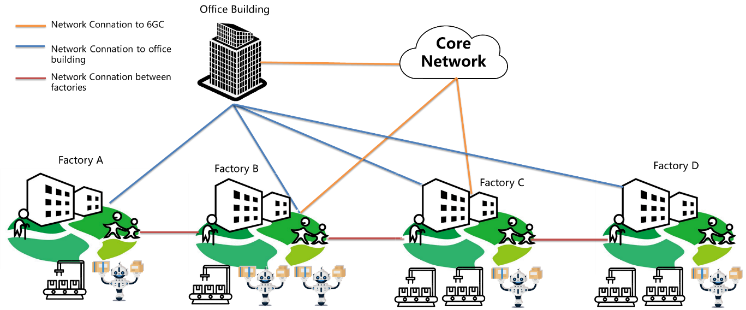 Office Building
Network Connation to 6GC
Network Connation to office
building
Network Connation between
factories
Core
Network
Factory A
Factory B
Factory C
Factory D